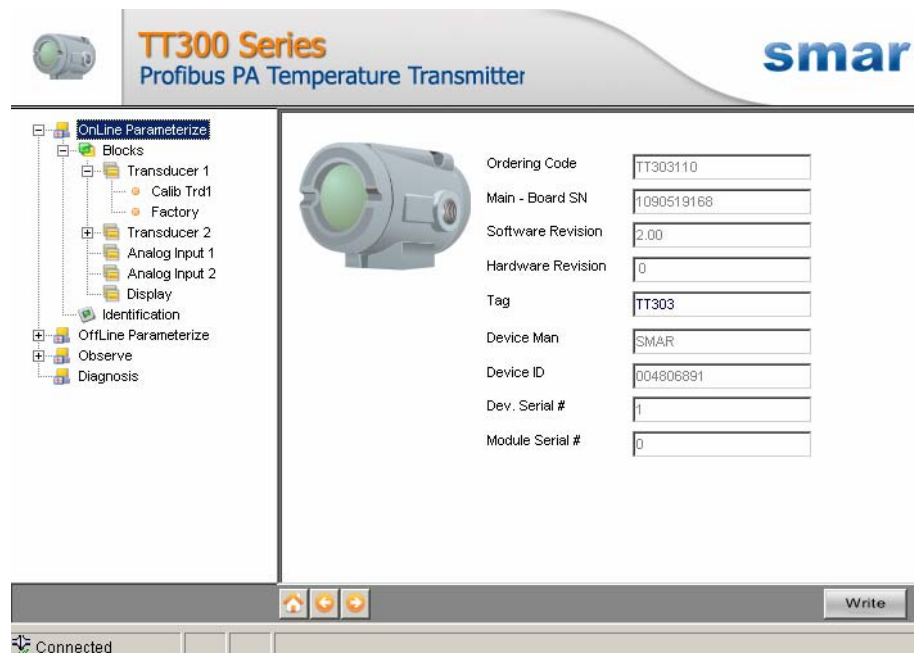 TT300 Series
Profibus PA Temperature Transmitter
smar
OnLine Parameterize
Blocks
Transducer 1
Calib Trd1
Factory
Transducer 2
Analog Input 1
Analog Input 2
Display
Identification
OffLine Parameterize
Observe
Diagnosis
Ordering Code TT303110
Main - Board SN 1090519168
Software Revision 2.00
Hardware Revision 0
Tag TT303
Device Man SMAR
Device ID 004806891
Dev. Serial # 1
Module Serial # 0
Write
Connected